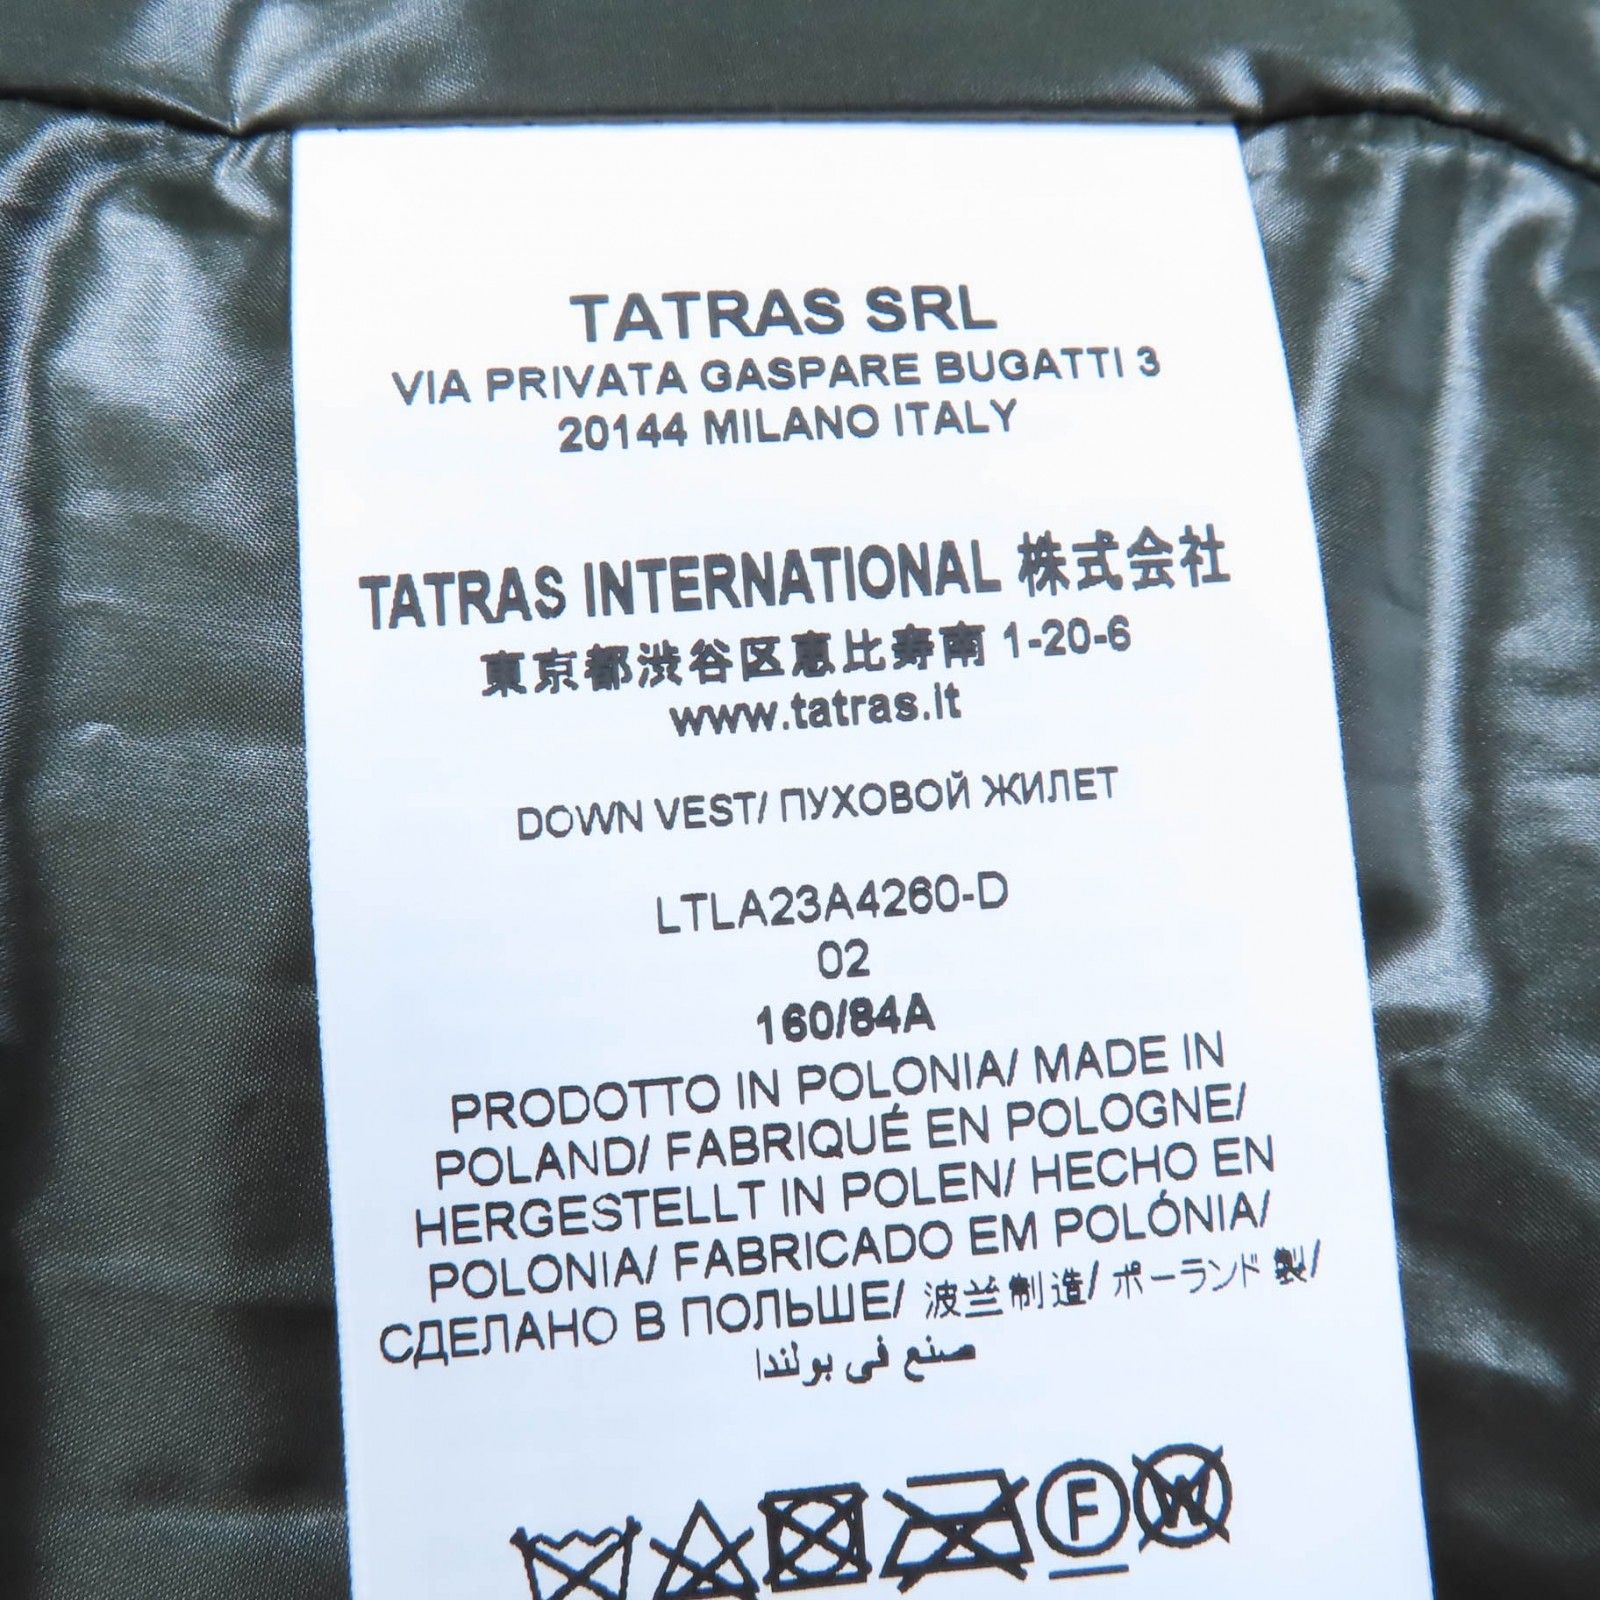 TATRAS SRL
VIA PRIVATA GASPARE BUGATTI 3
20144 MILANO ITALY
TATRAS INTERNATIONAL 株式会社
東京都渋谷区恵比寿南 1-20-6
www.tatras.it
DOWN VEST/ ПУХОВОЙ ЖИЛЕТ
LTLA23A4260-D
02
160/84A
PRODOTTO IN POLONIA/ MADE IN
POLAND/ FABRIQUÉ EN POLOGNE/
HERGESTELLT IN POLEN/ HECHO EN
POLONIA/ FABRICADO EM POLÓNIA/
СДЕЛАНО В ПОЛЬШЕ/ 波兰制造/ ポーランド 製/
صنع في بولندا
F W